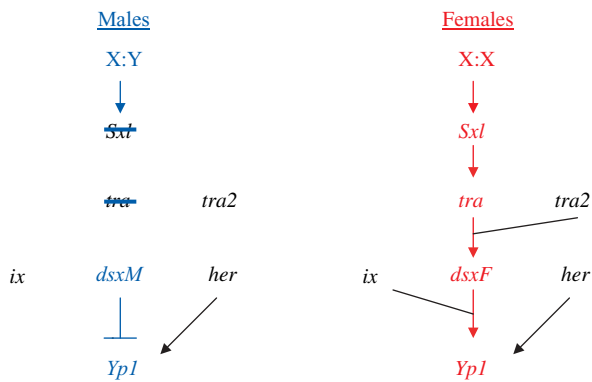 Males Females
X:Y X:X
Sxl Sxl
tra tra2 tra tra2
ix dsxM her ix dsxF her
Yp1 Yp1